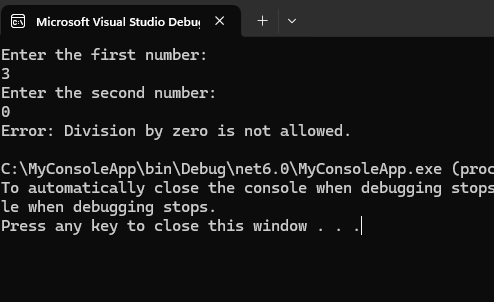 Microsoft Visual Studio Debu
Enter the first number:
3
Enter the second number:
0
Error: Division by zero is not allowed.
C:\MyConsoleApp\bin\Debug\net6.0\MyConsoleApp.exe (proc
To automatically close the console when debugging stops
le when debugging stops.
Press any key to close this window . . .